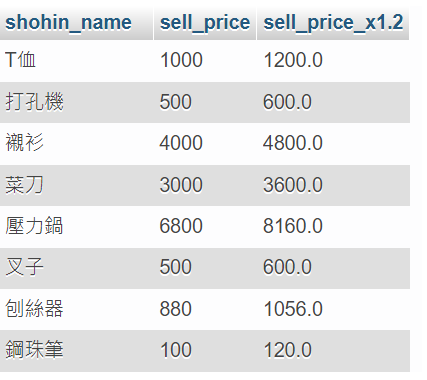 shohin_name sell_price sell_price_x1.2
T恤 1000 1200.0
打孔機 500 600.0
襯衫 4000 4800.0
菜刀 3000 3600.0
壓力鍋 6800 8160.0
叉子 500 600.0
刨絲器 880 1056.0
鋼珠筆 100 120.0